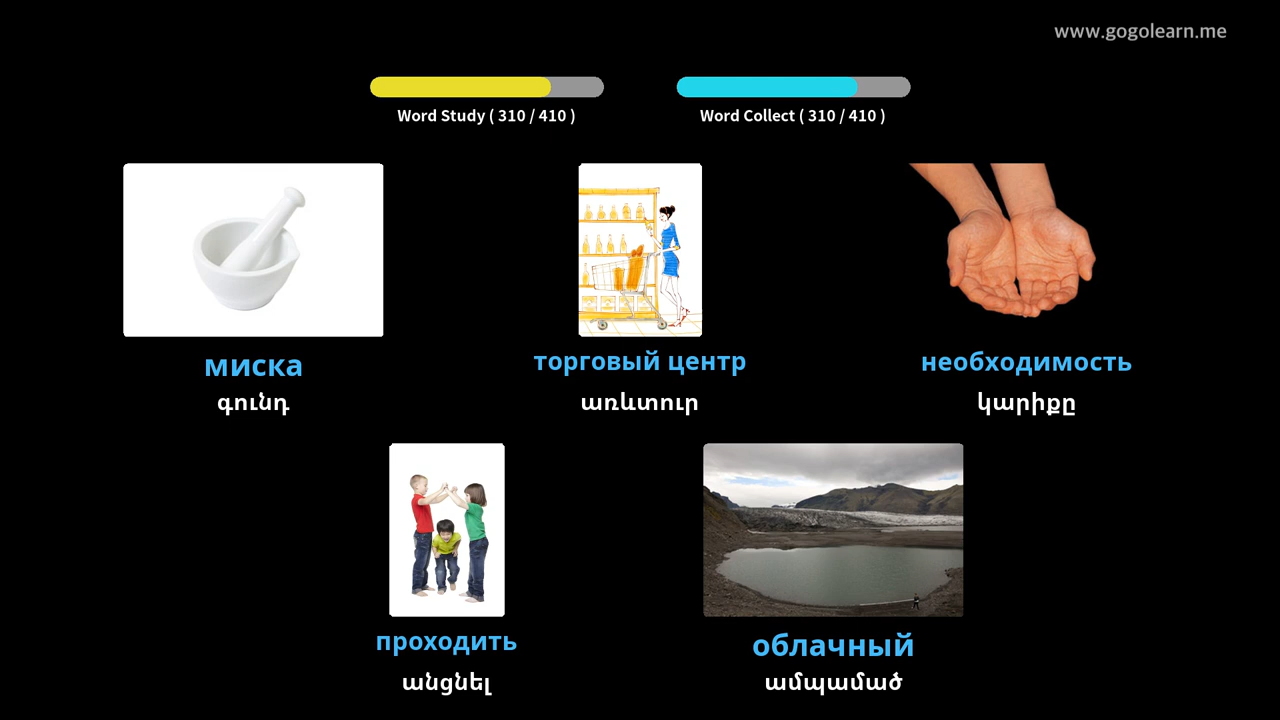 www.gogolearn.me
Word Study ( 310 / 410 )
Word Collect ( 310 / 410 )
миска
գունդ
торговый центр
առևտուր
необходимость
կարիքը
проходить
անցնել
облачный
ամպամած